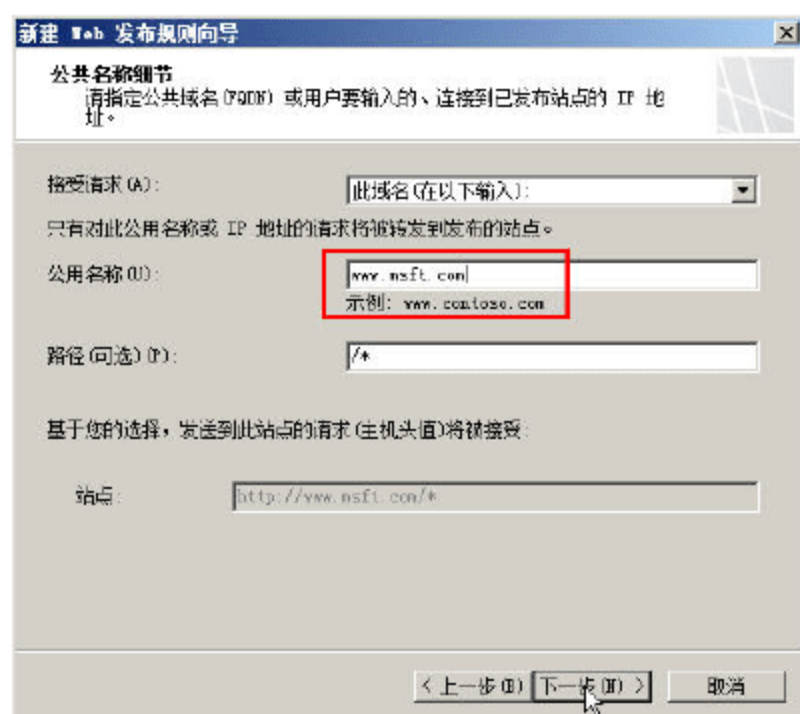 新建 Web 发布规则向导
公共名称细节
请指定公共域名(FQDN) 或用户要输入的、连接到已发布站点的 IP 地
址。
接受请求(A):
此域名(在以下输入):
只有对此公用名称或 IP 地址的请求将被转发到发布的站点。
公用名称(U):
www.msft.com
示例: www.contoso.com
路径(可选)(P):
/*
基于您的选择，发送到此站点的请求(主机头值)将被接受:
站点:
http://www.msft.com/*
< 上一步(B)
下一步(N) >
取消